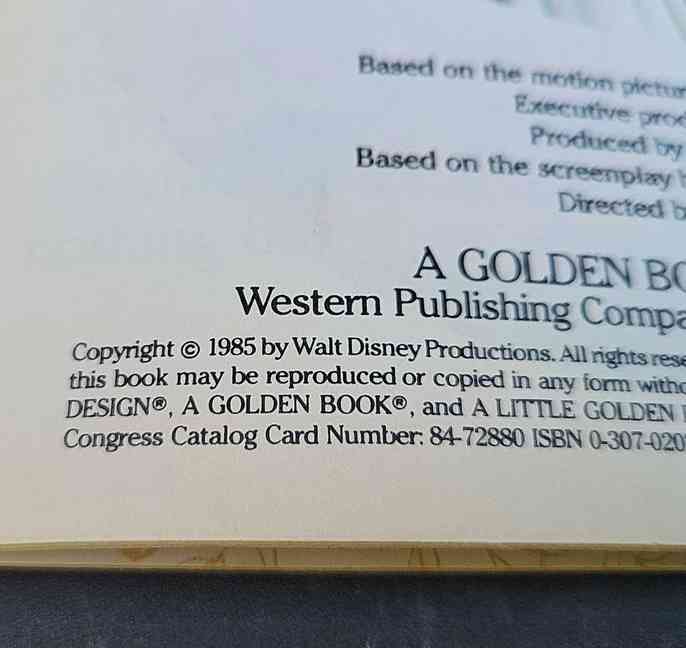 Based on the motion pictur
Executive prod
Produced by
Based on the screenplay b
Directed b
A GOLDEN BO
Western Publishing Compa
Copyright © 1985 by Walt Disney Productions. All rights rese
this book may be reproduced or copied in any form witho
DESIGN®, A GOLDEN BOOK®, and A LITTLE GOLDEN
Congress Catalog Card Number: 84-72880 ISBN 0-307-020